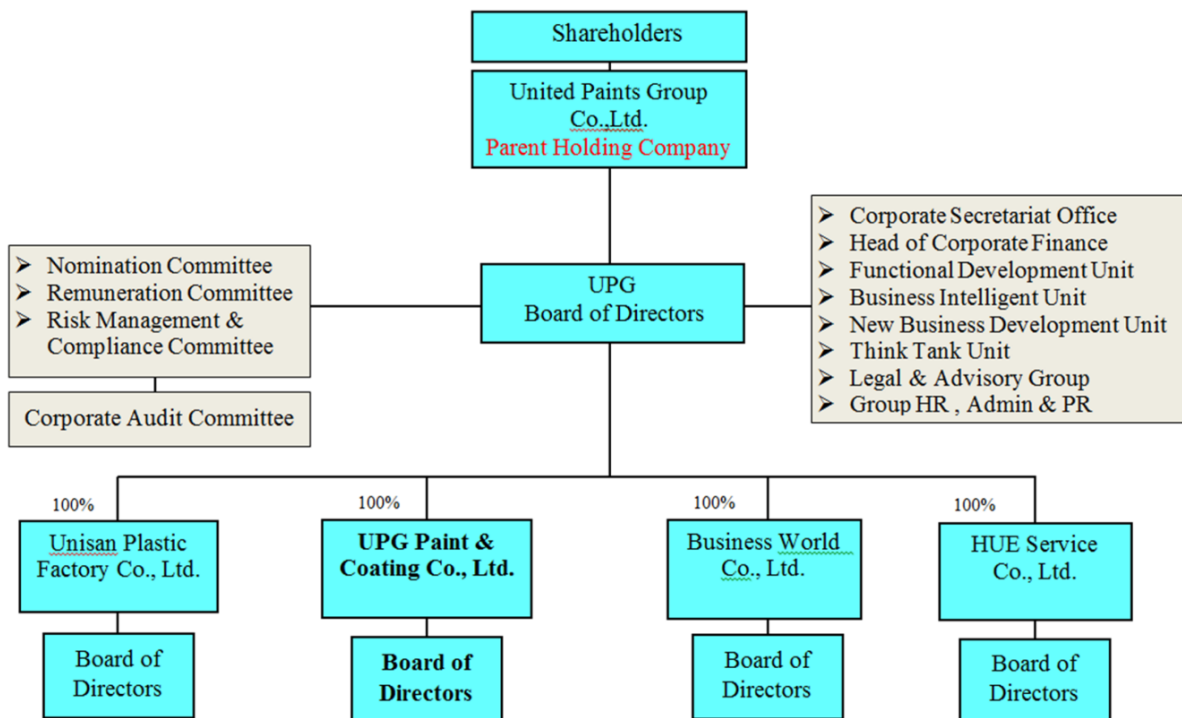 Shareholders
United Paints Group
Co.,Ltd.
Parent Holding Company
➢ Nomination Committee
➢ Remuneration Committee
➢ Risk Management &
Compliance Committee
Corporate Audit Committee
UPG
Board of Directors
➢ Corporate Secretariat Office
➢ Head of Corporate Finance
➢ Functional Development Unit
➢ Business Intelligent Unit
➢ New Business Development Unit
➢ Think Tank Unit
➢ Legal & Advisory Group
➢ Group HR , Admin & PR
100%
Unisan Plastic
Factory Co., Ltd.
Board of
Directors
100%
UPG Paint &
Coating Co., Ltd.
Board of
Directors
100%
Business World
Co., Ltd.
Board of
Directors
100%
HUE Service
Co., Ltd.
Board of
Directors